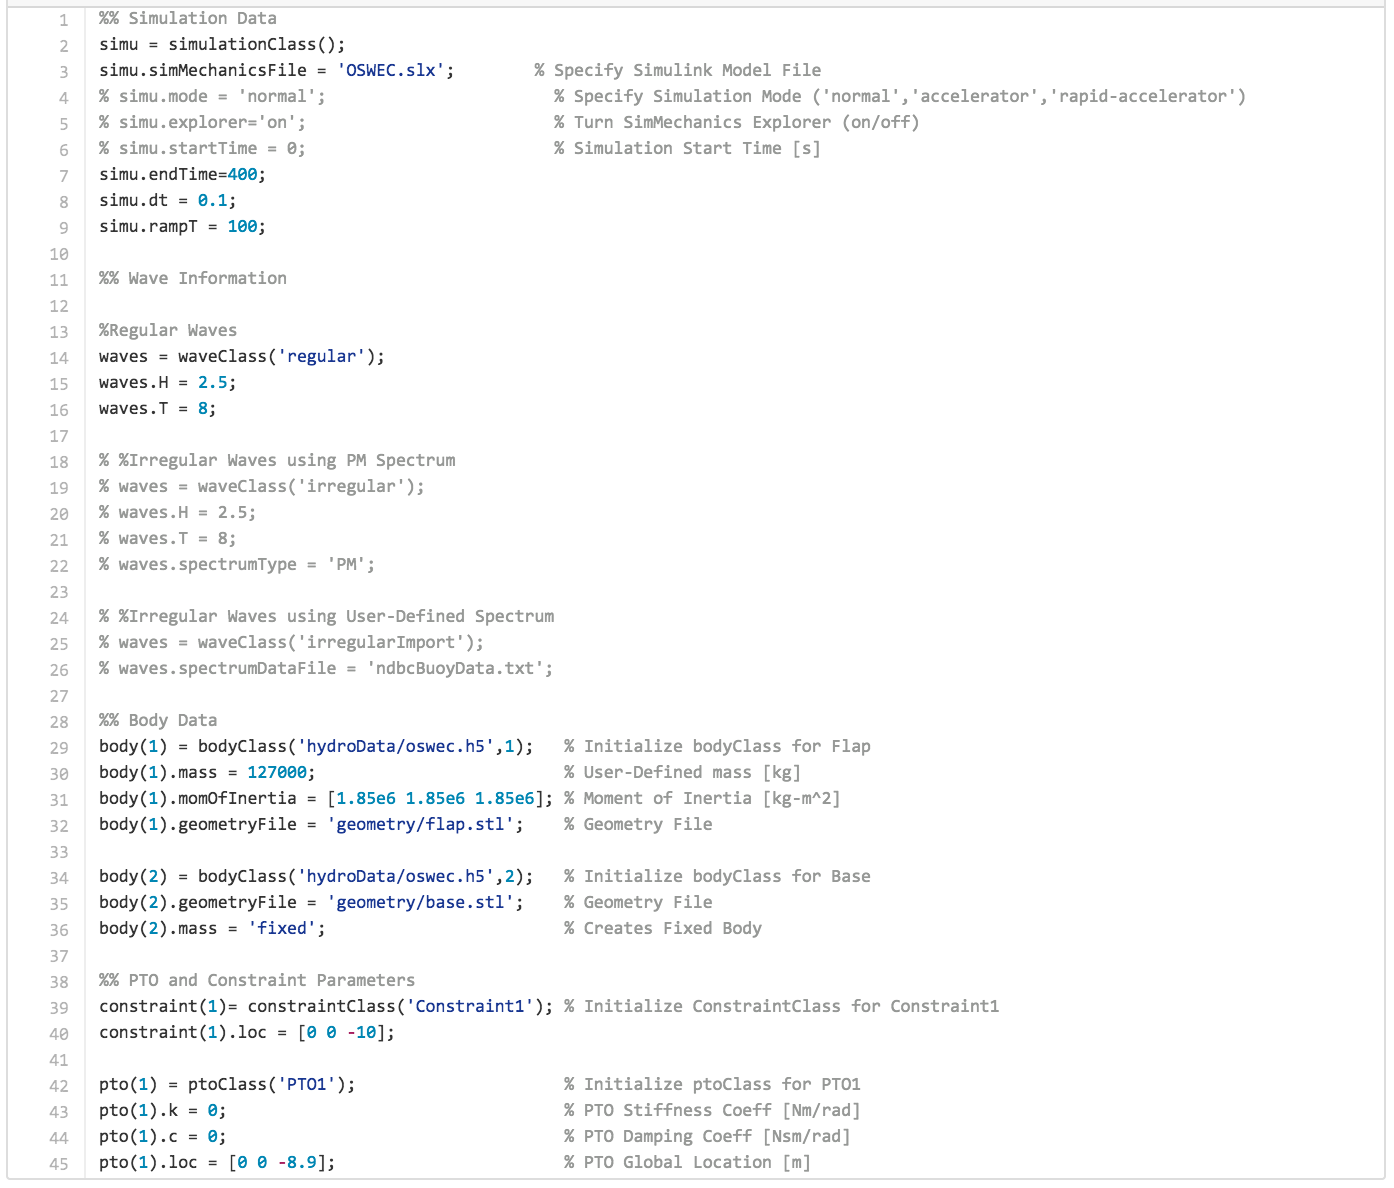 1 %% Simulation Data
2 simu = simulationClass();
3 simu.simMechanicsFile = 'OSWEC.slx';        % Specify Simulink Model File
4 % simu.mode = 'normal';                       % Specify Simulation Mode ('normal','accelerator','rapid-accelerator')
5 % simu.explorer='on';                         % Turn SimMechanics Explorer (on/off)
6 % simu.startTime = 0;                         % Simulation Start Time [s]
7 simu.endTime=400;
8 simu.dt = 0.1;
9 simu.rampT = 100;
10
11 %% Wave Information
12
13 %Regular Waves
14 waves = waveClass('regular');
15 waves.H = 2.5;
16 waves.T = 8;
17
18 % %Irregular Waves using PM Spectrum
19 % waves = waveClass('irregular');
20 % waves.H = 2.5;
21 % waves.T = 8;
22 % waves.spectrumType = 'PM';
23
24 % %Irregular Waves using User-Defined Spectrum
25 % waves = waveClass('irregularImport');
26 % waves.spectrumDataFile = 'ndbcBuoyData.txt';
27
28 %% Body Data
29 body(1) = bodyClass('hydroData/oswec.h5',1);   % Initialize bodyClass for Flap
30 body(1).mass = 127000;                         % User-Defined mass [kg]
31 body(1).momOfInertia = [1.85e6 1.85e6 1.85e6]; % Moment of Inertia [kg-m^2]
32 body(1).geometryFile = 'geometry/flap.stl';    % Geometry File
33
34 body(2) = bodyClass('hydroData/oswec.h5',2);   % Initialize bodyClass for Base
35 body(2).geometryFile = 'geometry/base.stl';    % Geometry File
36 body(2).mass = 'fixed';                        % Creates Fixed Body
37
38 %% PTO and Constraint Parameters
39 constraint(1)= constraintClass('Constraint1'); % Initialize ConstraintClass for Constraint1
40 constraint(1).loc = [0 0 -10];
41
42 pto(1) = ptoClass('PTO1');                     % Initialize ptoClass for PTO1
43 pto(1).k = 0;                                  % PTO Stiffness Coeff [Nm/rad]
44 pto(1).c = 0;                                  % PTO Damping Coeff [Nsm/rad]
45 pto(1).loc = [0 0 -8.9];                       % PTO Global Location [m]